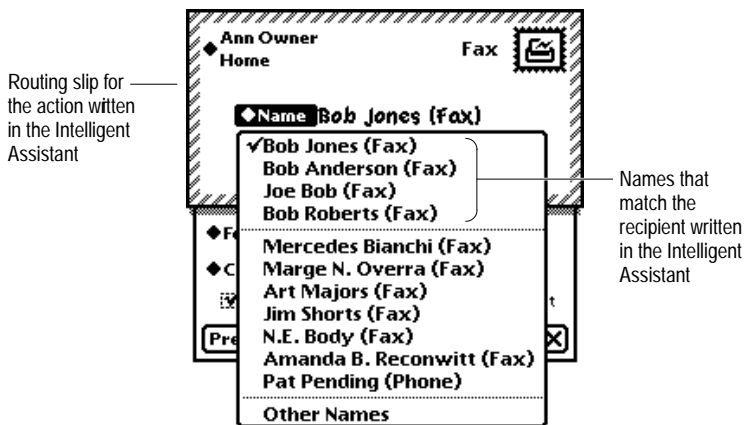 Ann Owner
Home
Fax
Routing slip for
the action witten
in the Intelligent
Assistant
Name Bob Jones (Fax)
Bob Jones (Fax)
Bob Anderson (Fax)
Joe Bob (Fax)
Bob Roberts (Fax)
Names that
match the
recipient written
in the Intelligent
Assistant
Mercedes Bianchi (Fax)
Marge N. Overra (Fax)
Art Majors (Fax)
Jim Shorts (Fax)
N.E. Body (Fax)
Amanda B. Reconwitt (Fax)
Pat Pending (Phone)
Other Names